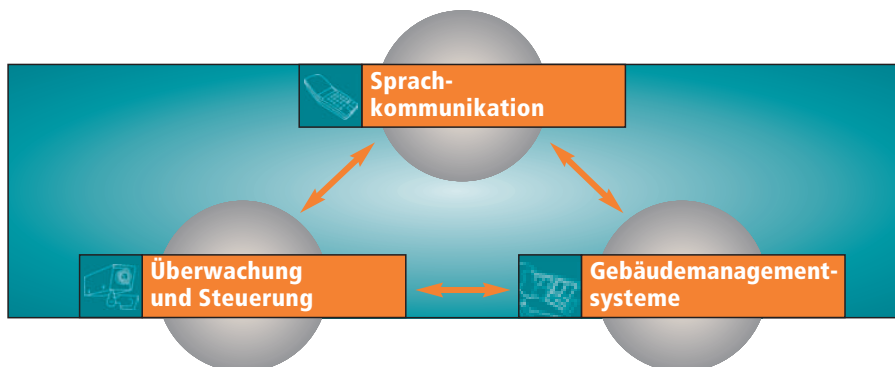 Sprach-
kommunikation
Überwachung
und Steuerung
Gebäudemanagement-
systeme